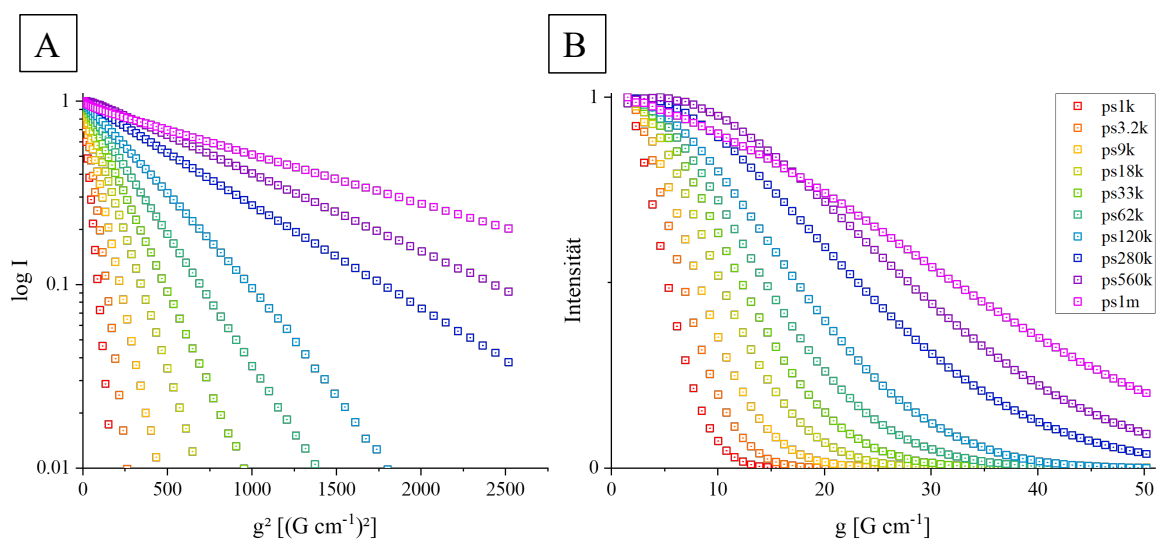 A
1
0.1
0.01
log I
0
500
1000
1500
2000
2500
g² [(G cm⁻¹)²]
B
1
0
Intensität
0
10
20
30
40
50
g [G cm⁻¹]
ps1k
ps3.2k
ps9k
ps18k
ps33k
ps62k
ps120k
ps280k
ps560k
ps1m